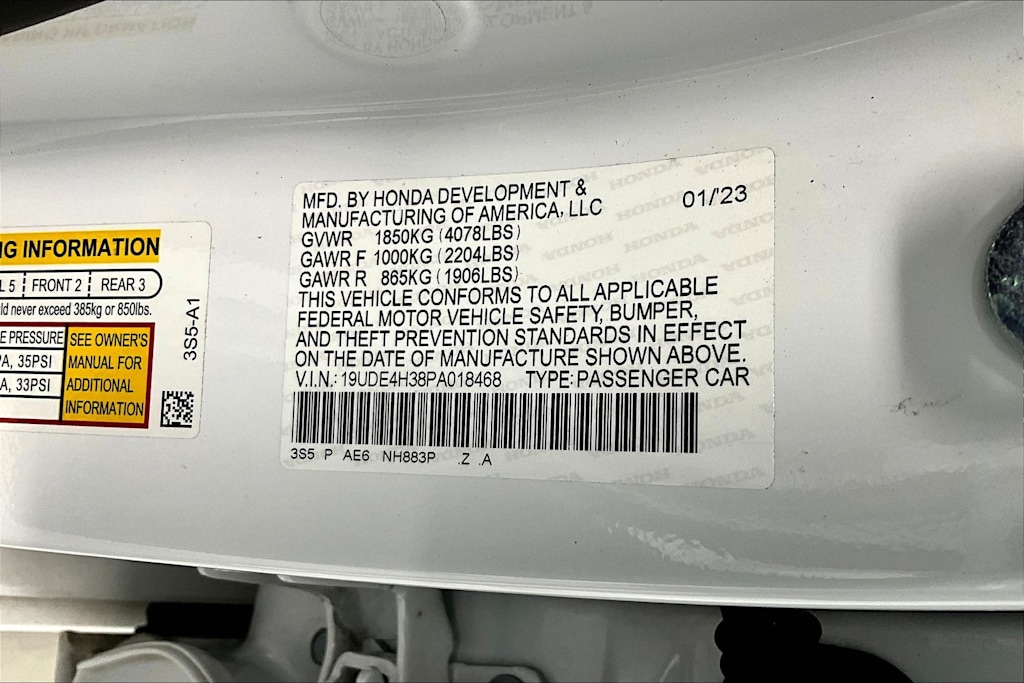 NG INFORMATION
L 5 FRONT 2 REAR 3
ld never exceed 385kg or 850lbs.
E PRESSURE
PA, 35PSI
A, 33PSI
SEE OWNER'S
MANUAL FOR
ADDITIONAL
INFORMATION
3S5-A1
MFD. BY HONDA DEVELOPMENT &
MANUFACTURING OF AMERICA, LLC 01/'23
GVWR 1850KG (4078LBS)
GAWR F 1000KG (2204LBS)
GAWR R 865KG (1906LBS)
THIS VEHICLE CONFORMS TO ALL APPLICABLE
FEDERAL MOTOR VEHICLE SAFETY, BUMPER,
AND THEFT PREVENTION STANDARDS IN EFFECT
ON THE DATE OF MANUFACTURE SHOWN ABOVE.
V.I.N.: 19UDE4H38PA018468 TYPE: PASSENGER CAR
3S5 P AE6 NH883P .Z .A